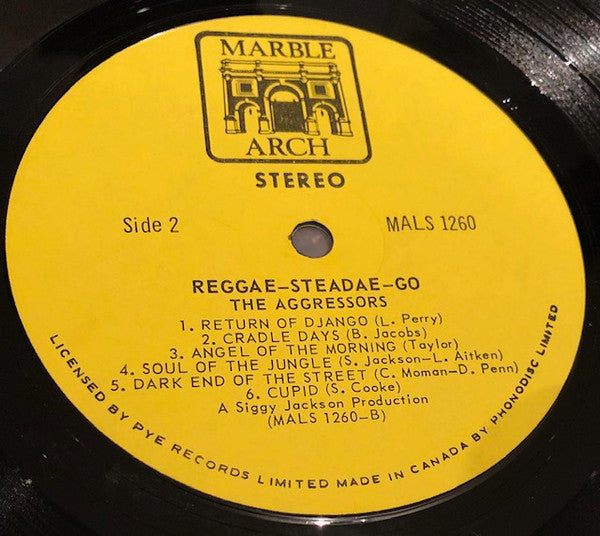 MARBLE
ARCH
STEREO
Side 2
MALS 1260
REGGAE–STEADAE–GO
THE AGGRESSORS
1. RETURN OF DJANGO (L. Perry)
2. CRADLE DAYS (B. Jacobs)
3. ANGEL OF THE MORNING (Taylor)
4. SOUL OF THE JUNGLE (S. Jackson–L. Aitken)
5. DARK END OF THE STREET (C. Moman–D. Penn)
6. CUPID (S. Cooke)
A Siggy Jackson Production
(MALS 1260–B)
LICENSED BY PYE RECORDS LIMITED MADE IN CANADA BY PHONODISC LIMITED